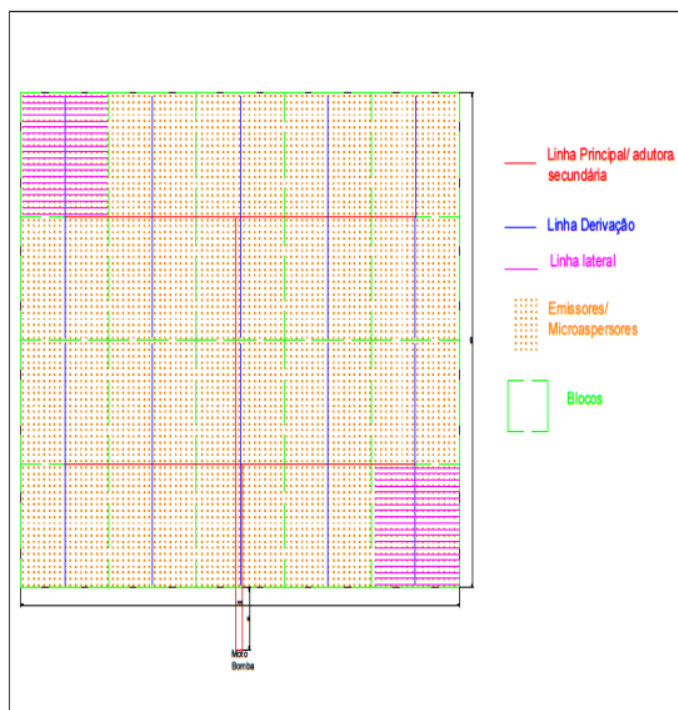 Linha Principal/ adutora
secundária
Linha Derivação
Linha lateral
Emissores/
Microaspersores
Blocos
Moto
Bomba